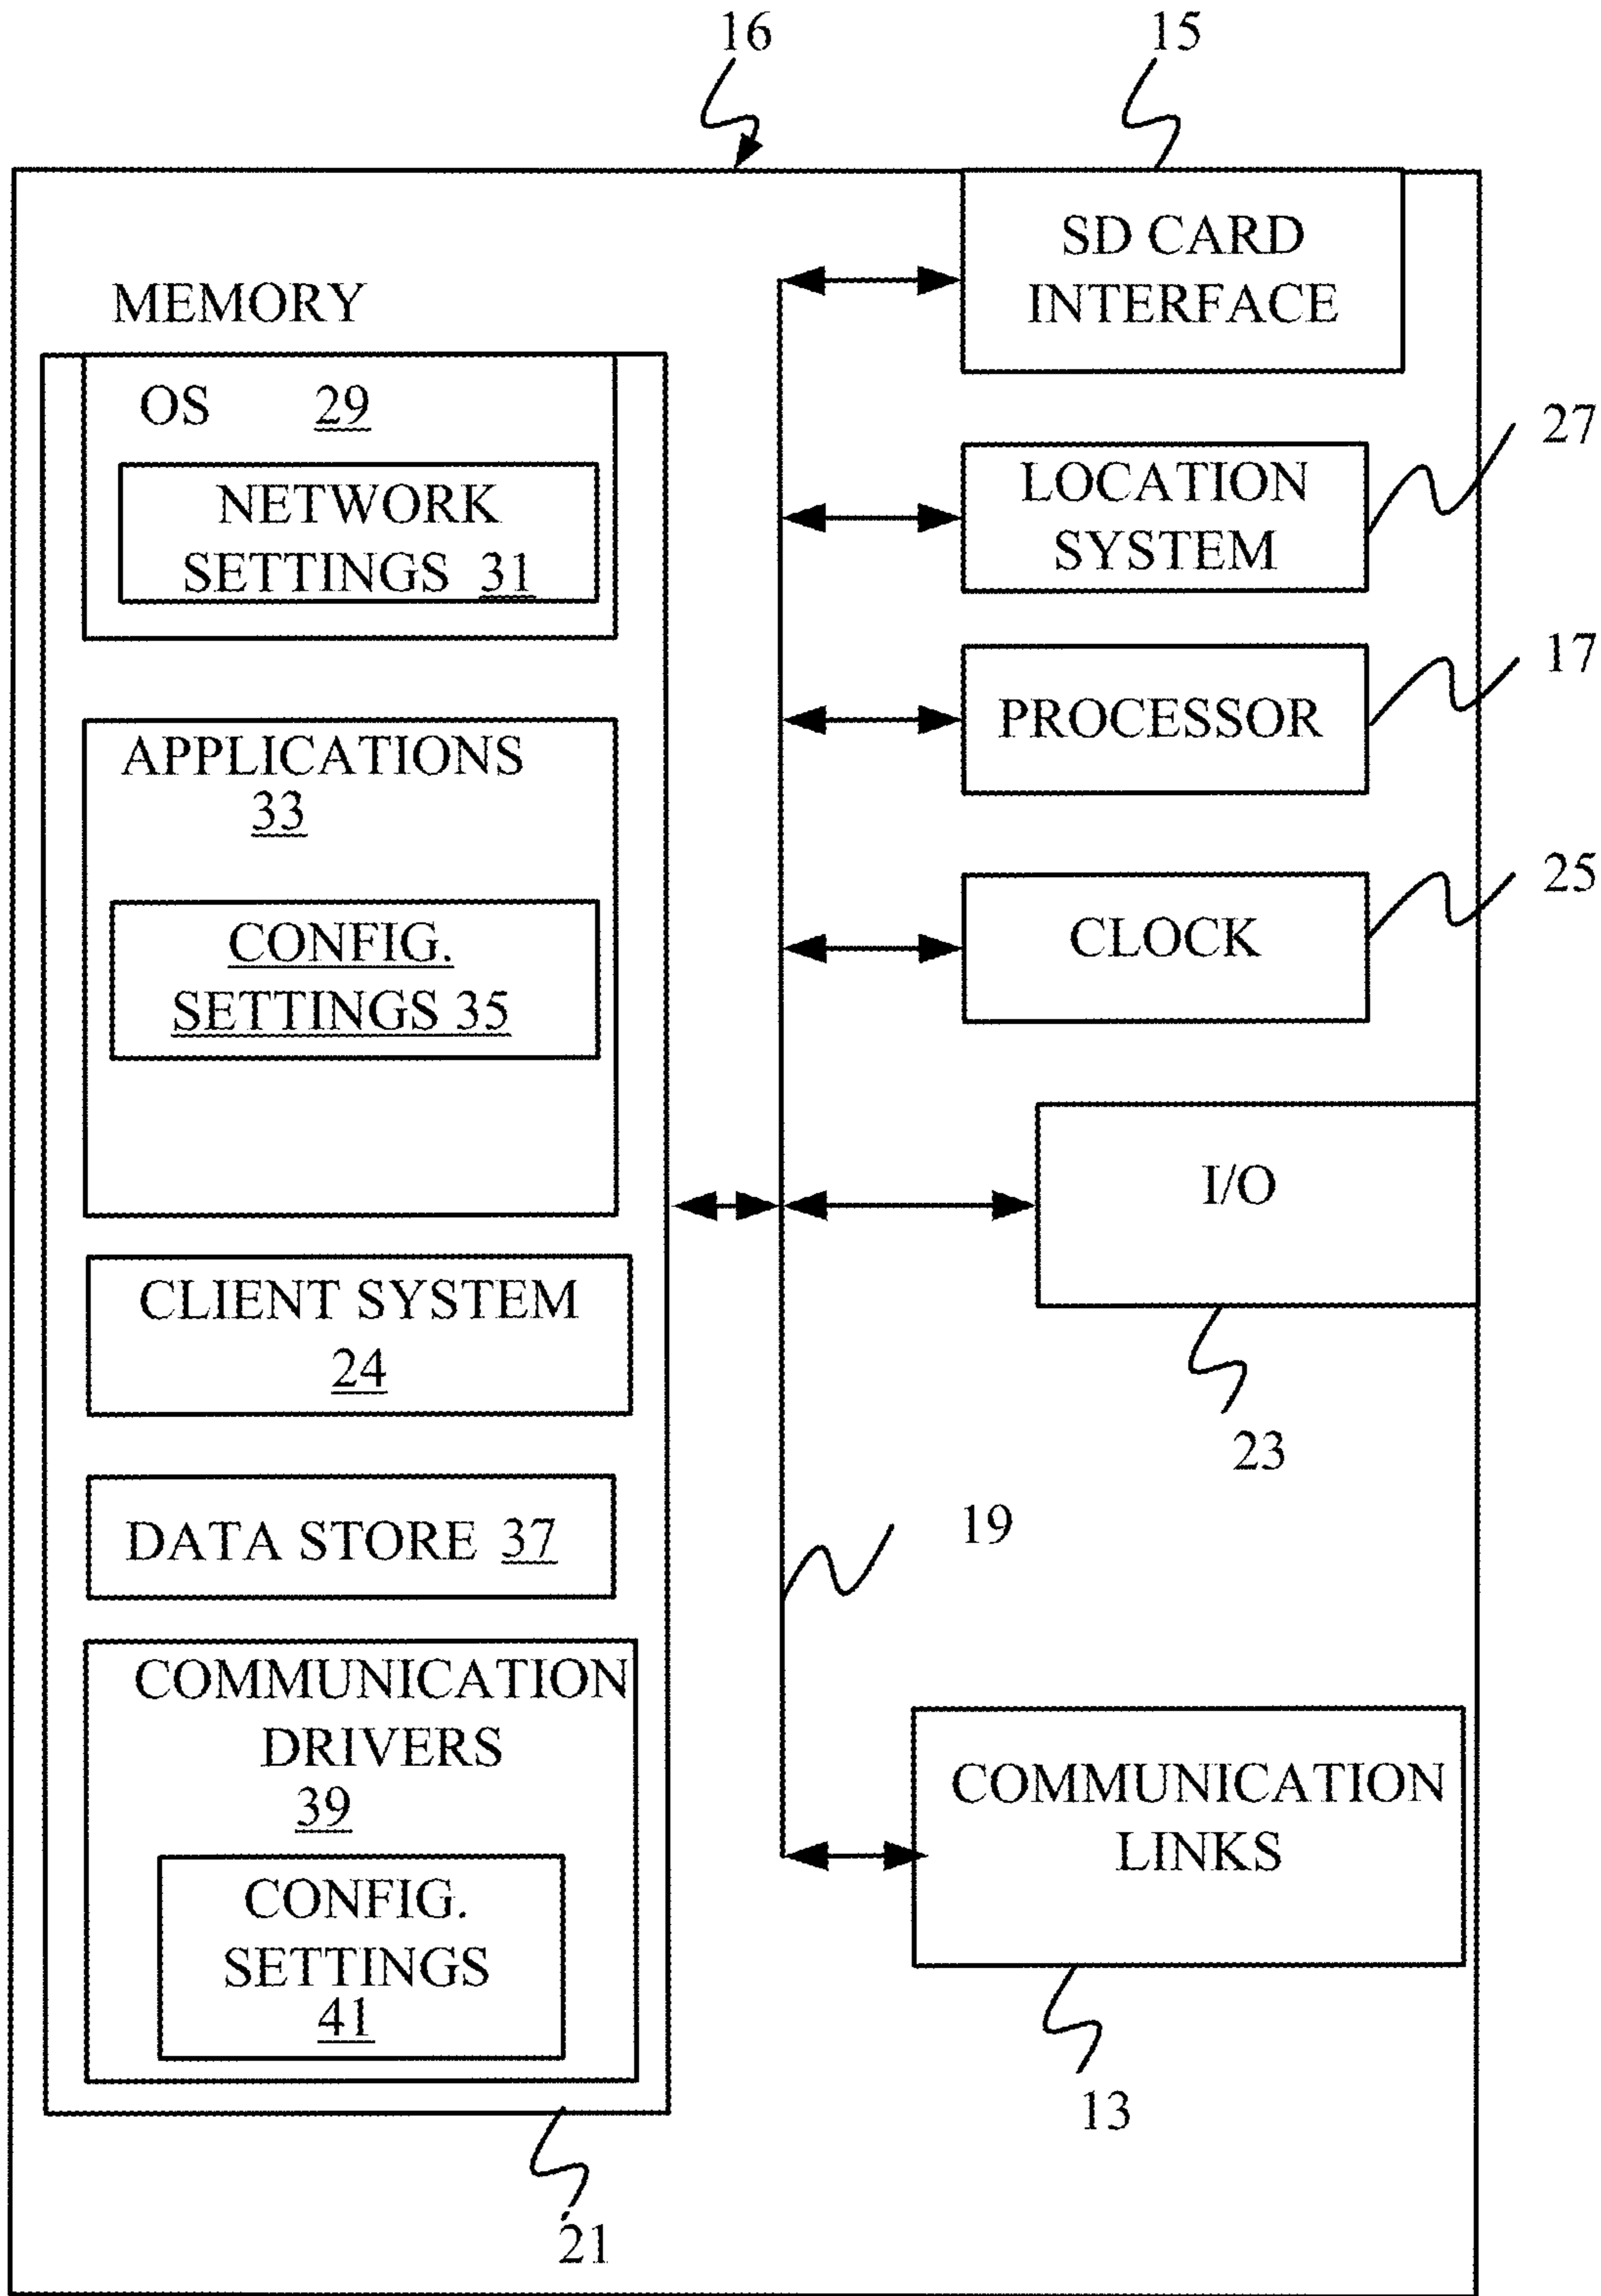 16
15
SD CARD
INTERFACE
MEMORY
OS 29
NETWORK
SETTINGS 31
LOCATION
SYSTEM
27
PROCESSOR
17
APPLICATIONS
33
CONFIG.
SETTINGS 35
CLOCK
25
I/O
23
CLIENT SYSTEM
24
DATA STORE 37
19
COMMUNICATION
DRIVERS
39
CONFIG.
SETTINGS
41
COMMUNICATION
LINKS
13
21